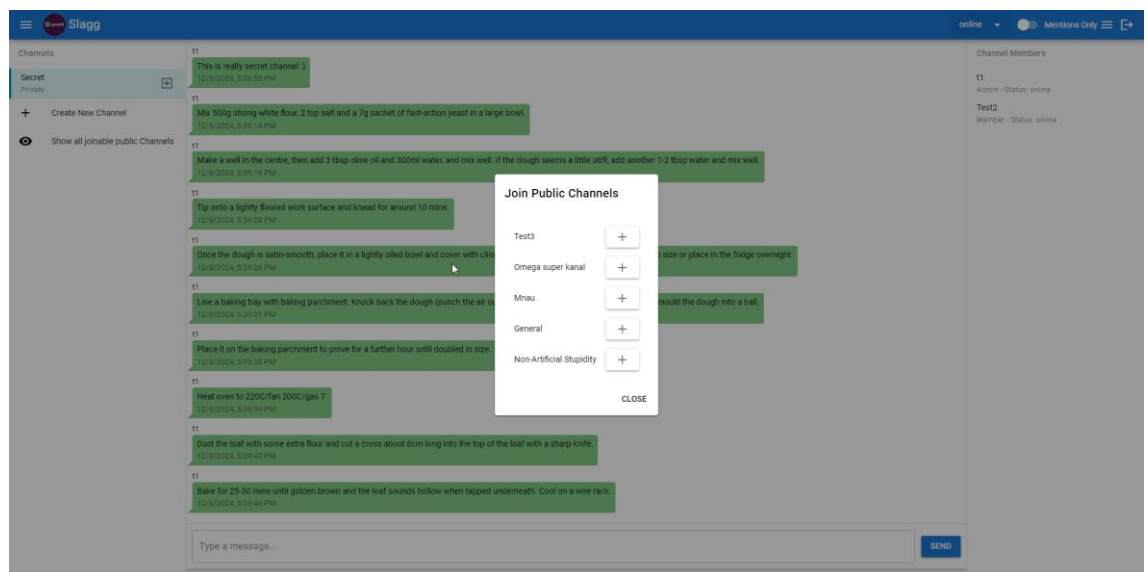 Slagg
online
Mentions Only
Channels
Secret
Private
Create New Channel
Show all joinable public Channels
t1
This is really secret channel :)
12/8/2024, 5:38:53 PM
t1
Mix 500g strong white flour, 2 tsp salt and a 7g sachet of fast-action yeast in a large bowl.
12/8/2024, 5:39:14 PM
t1
Make a well in the centre, then add 3 tbsp olive oil and 300ml water, and mix well. If the dough seems a little stiff, add another 1-2 tbsp water and mix well.
12/8/2024, 5:39:19 PM
t1
Tip onto a lightly floured work surface and knead for around 10 mins.
12/8/2024, 5:39:23 PM
t1
Once the dough is satin-smooth, place it in a lightly oiled bowl and cover with size or place in the fridge overnight.
12/8/2024, 5:39:26 PM
t1
Line a baking tray with baking parchment. Knock back the dough (punch the air mould the dough into a ball.
12/8/2024, 5:39:31 PM
t1
Place it on the baking parchment to prove for a further hour until doubled in size.
12/8/2024, 5:39:35 PM
t1
Heat oven to 220C/fan 200C/gas 7.
12/8/2024, 5:39:39 PM
t1
Dust the loaf with some extra flour and cut a cross about 6cm long into the top of the loaf with a sharp knife.
12/8/2024, 5:39:43 PM
t1
Bake for 25-30 mins until golden brown and the loaf sounds hollow when tapped underneath. Cool on a wire rack.
12/8/2024, 5:39:46 PM
Type a message...
SEND
Join Public Channels
Test3
Omega super kanal
Mnau
General
Non-Artificial Stupidity
CLOSE
Channel Members
t1
Admin - Status: online
Test2
Member - Status: online